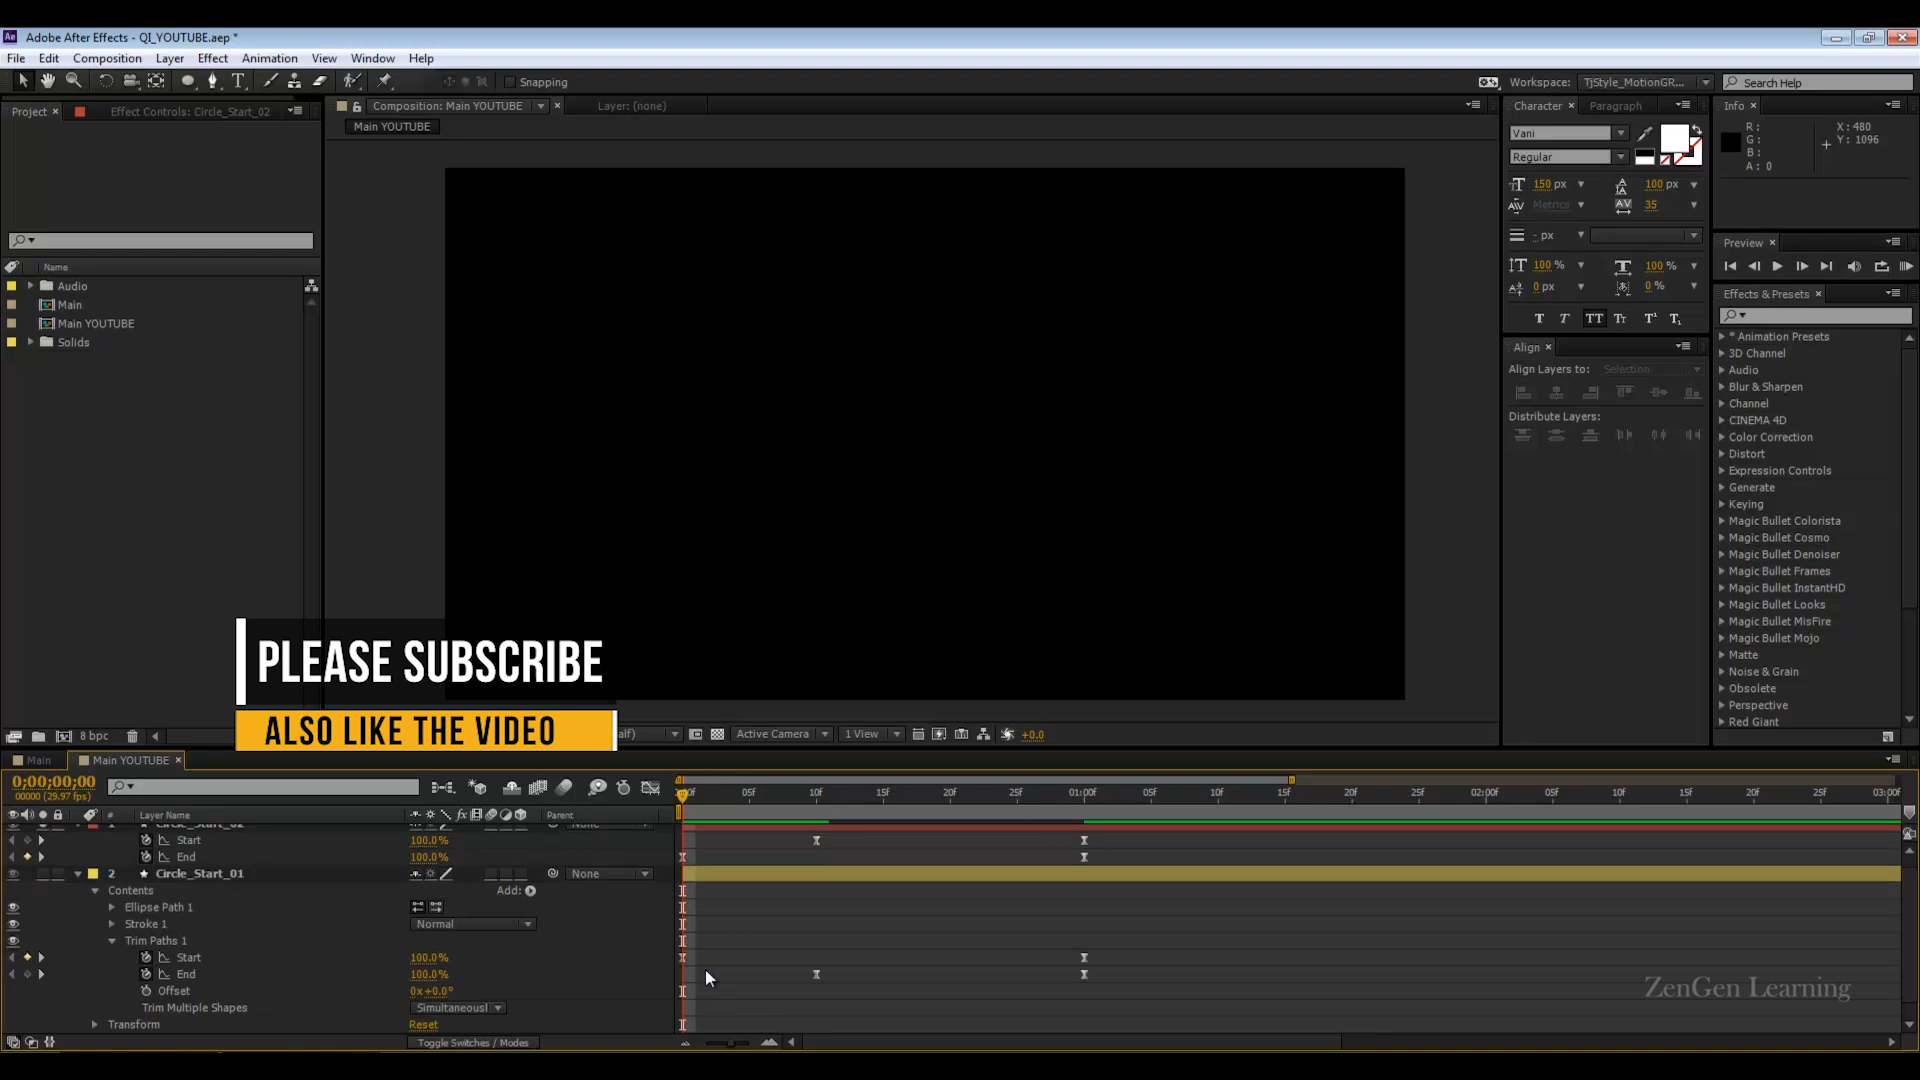 Adobe After Effects - QI_YOUTUBE.aep *
File Edit Composition Layer Effect Animation View Window Help
Snapping
Workspace: TjStyle_MotionGR...
Search Help
Project
Effect Controls: Circle_Start_02
Composition: Main YOUTUBE
Layer: (none)
Main YOUTUBE
Character
Paragraph
Info
Vani
Regular
R:
G:
B:
A: 0
X: 480
Y: 1096
150 px
100 px
Metrics
35
- px
100 %
100 %
0 px
0 %
Preview
Effects & Presets
Align
Align Layers to: Selection
Distribute Layers:
* Animation Presets
3D Channel
Audio
Blur & Sharpen
Channel
CINEMA 4D
Color Correction
Distort
Expression Controls
Generate
Keying
Magic Bullet Colorista
Magic Bullet Cosmo
Magic Bullet Denoiser
Magic Bullet Frames
Magic Bullet InstantHD
Magic Bullet Looks
Magic Bullet MisFire
Magic Bullet Mojo
Matte
Noise & Grain
Obsolete
Perspective
Red Giant
Name
Audio
Main
Main YOUTUBE
Solids
PLEASE SUBSCRIBE
ALSO LIKE THE VIDEO
8 bpc
Active Camera
1 View
+0.0
Main
Main YOUTUBE
0;00;00;00
00000 (29.97 fps)
05f 10f 15f 20f 25f 01:00f 05f 10f 15f 20f 25f 02:00f 05f 10f 15f 20f 25f 03:00f
# Layer Name Parent
Start 100.0%
End 100.0%
2 Circle_Start_01 None
Contents Add:
Ellipse Path 1
Stroke 1 Normal
Trim Paths 1
Start 100.0%
End 100.0%
Offset 0x+0.0°
Trim Multiple Shapes Simultaneousl
Transform Reset
Toggle Switches / Modes
ZenGen Learning